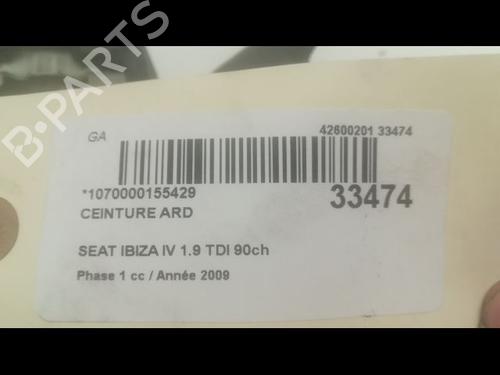 GA
42600201 33474
*1070000155429
33474
CEINTURE ARD
SEAT IBIZA IV 1.9 TDI 90ch
Phase 1 cc / Année 2009
B-PARTS